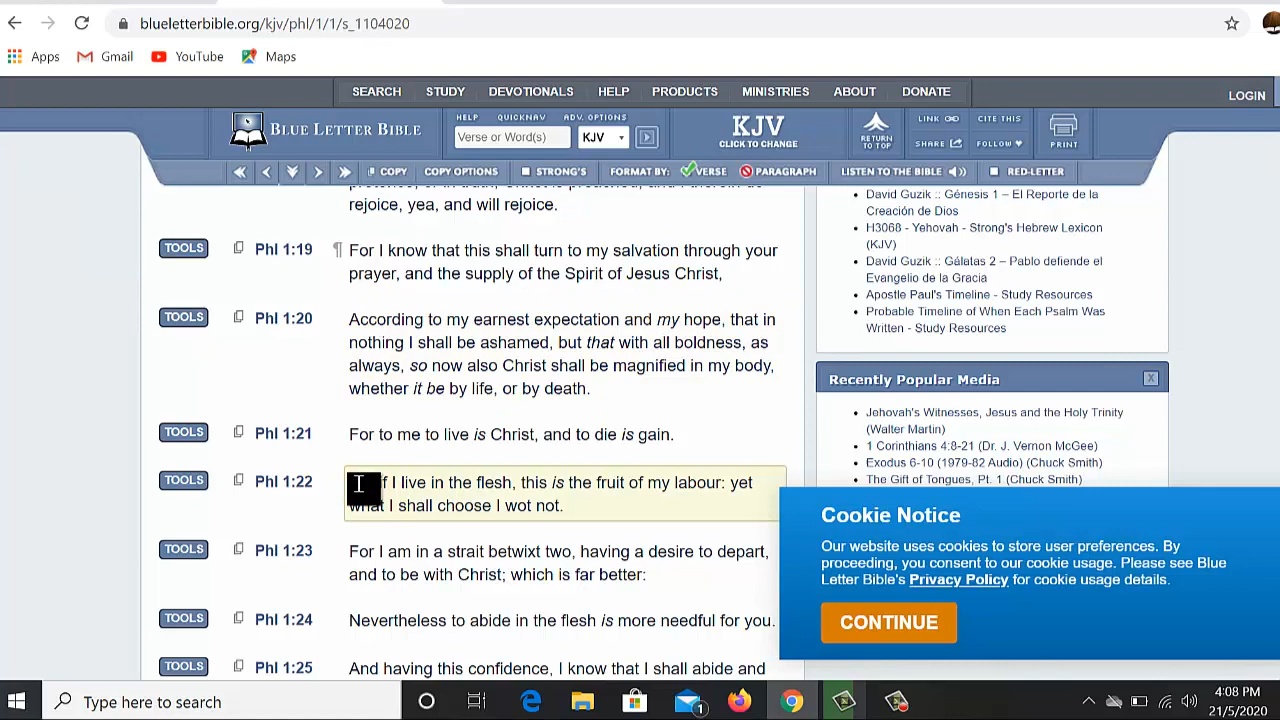 blueletterbible.org/kjv/phl/1/1/s_1104020
Apps Gmail YouTube Maps
SEARCH STUDY DEVOTIONALS HELP PRODUCTS MINISTRIES ABOUT DONATE
LOGIN
BLUE LETTER BIBLE
HELP QUICKNAV ADV. OPTIONS
Verse or Word(s) KJV
KJV
CLICK TO CHANGE
RETURN
TO TOP
LINK CITE THIS
SHARE FOLLOW
PRINT
COPY COPY OPTIONS STRONG'S FORMAT BY: VERSE PARAGRAPH LISTEN TO THE BIBLE RED-LETTER
rejoice, yea, and will rejoice.
TOOLS Phl 1:19 ¶ For I know that this shall turn to my salvation through your
prayer, and the supply of the Spirit of Jesus Christ,
TOOLS Phl 1:20 According to my earnest expectation and my hope, that in
nothing I shall be ashamed, but that with all boldness, as
always, so now also Christ shall be magnified in my body,
whether it be by life, or by death.
TOOLS Phl 1:21 For to me to live is Christ, and to die is gain.
TOOLS Phl 1:22 f I live in the flesh, this is the fruit of my labour: yet
what I shall choose I wot not.
TOOLS Phl 1:23 For I am in a strait betwixt two, having a desire to depart,
and to be with Christ; which is far better:
TOOLS Phl 1:24 Nevertheless to abide in the flesh is more needful for you.
TOOLS Phl 1:25 And having this confidence, I know that I shall abide and
David Guzik :: Génesis 1 – El Reporte de la
Creación de Dios
H3068 - Yehovah - Strong's Hebrew Lexicon
(KJV)
David Guzik :: Gálatas 2 – Pablo defiende el
Evangelio de la Gracia
Apostle Paul's Timeline - Study Resources
Probable Timeline of When Each Psalm Was
Written - Study Resources
Recently Popular Media X
Jehovah's Witnesses, Jesus and the Holy Trinity
(Walter Martin)
1 Corinthians 4:8-21 (Dr. J. Vernon McGee)
Exodus 6-10 (1979-82 Audio) (Chuck Smith)
The Gift of Tongues, Pt. 1 (Chuck Smith)
Cookie Notice
Our website uses cookies to store user preferences. By
proceeding, you consent to our cookie usage. Please see Blue
Letter Bible's Privacy Policy for cookie usage details.
CONTINUE
Type here to search
1
4:08 PM
21/5/2020